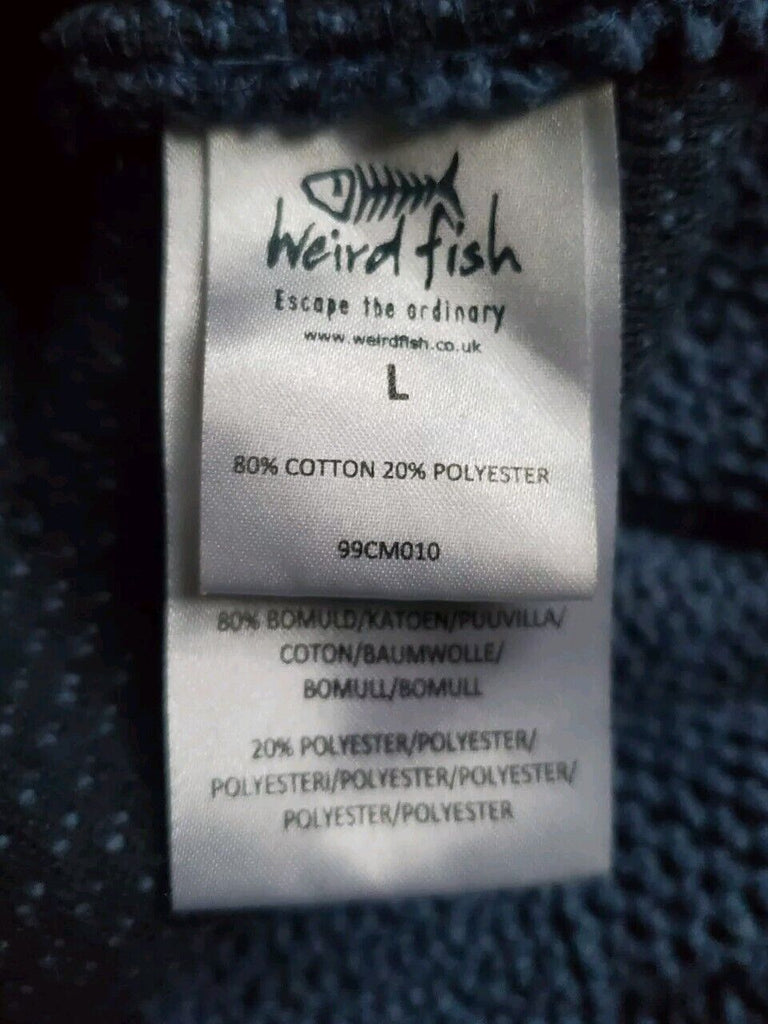 weird fish
Escape the ordinary
www.weirdfish.co.uk
L
80% COTTON 20% POLYESTER
99CM010
80% BOMULD/KATOEN/PUUVILLA/
COTON/BAUMWOLLE/
BOMULL/BOMULL
20% POLYESTER/POLYESTER/
POLYESTERI/POLYESTER/POLYESTER/
POLYESTER/POLYESTER